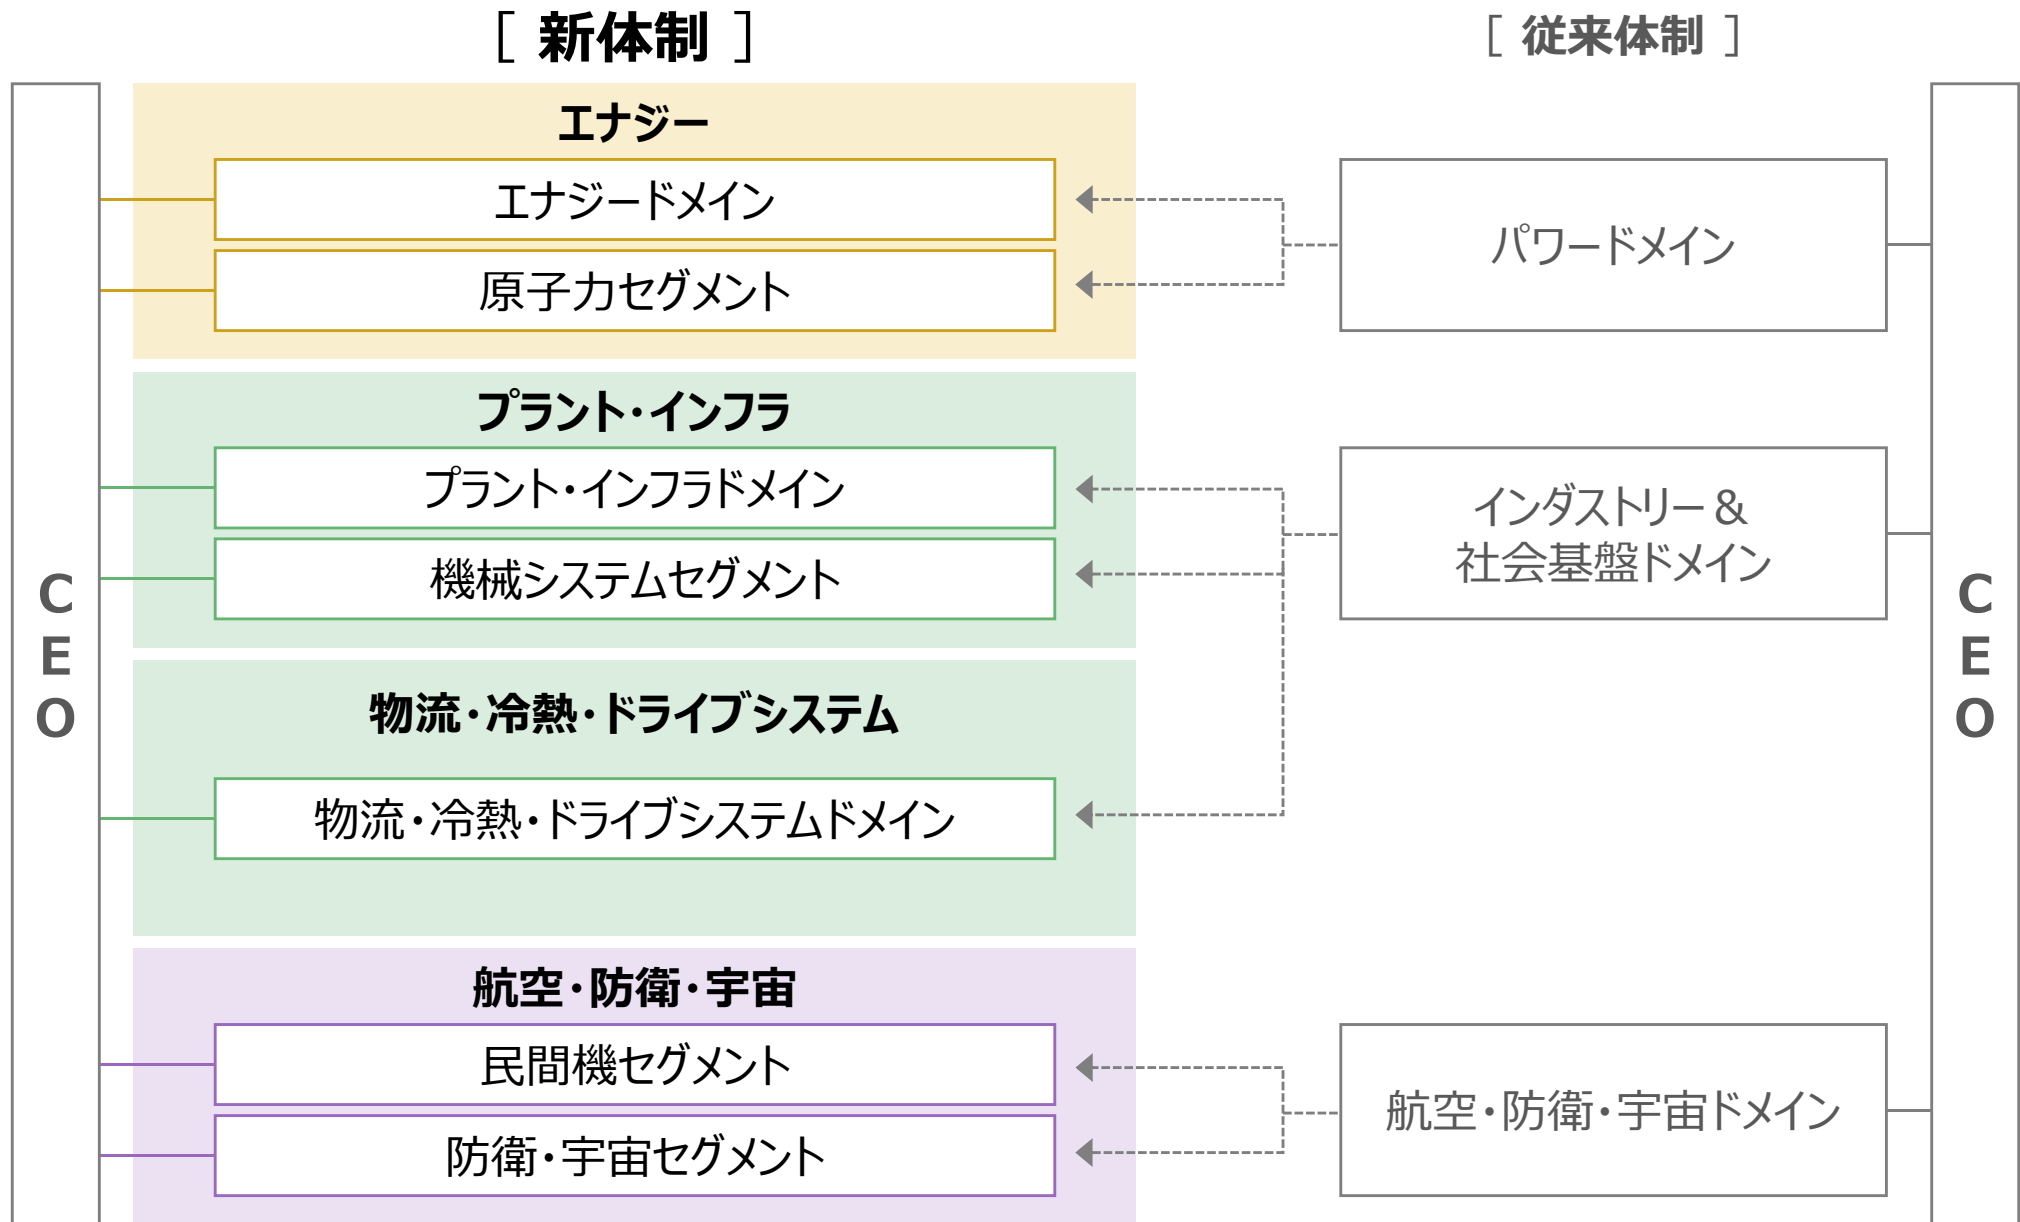 ［ 新体制 ］
［ 従来体制 ］
CEO
エナジー
エナジードメイン
原子力セグメント
プラント・インフラ
プラント・インフラドメイン
機械システムセグメント
物流・冷熱・ドライブシステム
物流・冷熱・ドライブシステムドメイン
航空・防衛・宇宙
民間機セグメント
防衛・宇宙セグメント
パワードメイン
インダストリー＆
社会基盤ドメイン
航空・防衛・宇宙ドメイン
CEO